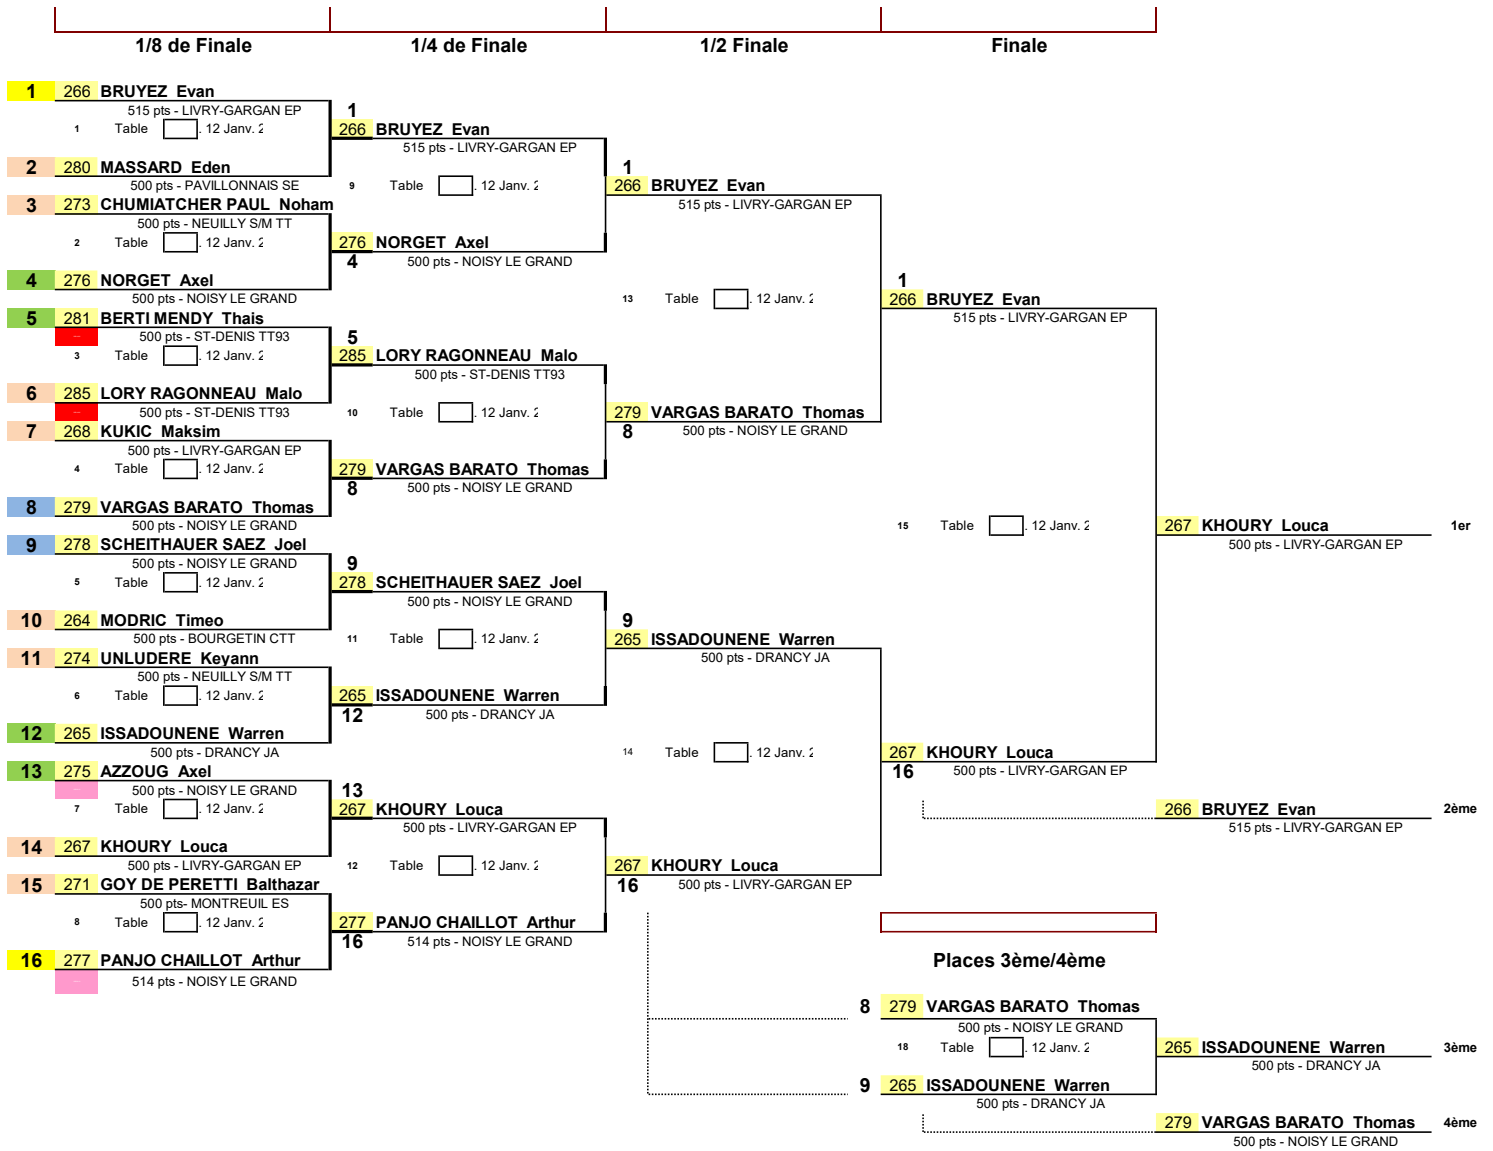 1/8 de Finale 1/4 de Finale 1/2 Finale Finale
1 266 BRUYEZ Evan
515 pts - LIVRY-GARGAN EP 1
1 Table . 12 Janv. 2 266 BRUYEZ Evan
515 pts - LIVRY-GARGAN EP
2 280 MASSARD Eden 1
500 pts - PAVILLONNAIS SE 9 Table . 12 Janv. 2 266 BRUYEZ Evan
3 273 CHUMIATCHER PAUL Noham 515 pts - LIVRY-GARGAN EP
500 pts - NEUILLY S/M TT
2 Table . 12 Janv. 2 276 NORGET Axel
4 500 pts - NOISY LE GRAND
4 276 NORGET Axel 1
500 pts - NOISY LE GRAND 13 Table . 12 Janv. 2 266 BRUYEZ Evan
5 281 BERTI MENDY Thais 515 pts - LIVRY-GARGAN EP
500 pts - ST-DENIS TT93 5
3 Table . 12 Janv. 2 285 LORY RAGONNEAU Malo
500 pts - ST-DENIS TT93
6 285 LORY RAGONNEAU Malo
500 pts - ST-DENIS TT93 10 Table . 12 Janv. 2 279 VARGAS BARATO Thomas
7 268 KUKIC Maksim 8 500 pts - NOISY LE GRAND
500 pts - LIVRY-GARGAN EP
4 Table . 12 Janv. 2 279 VARGAS BARATO Thomas
8 500 pts - NOISY LE GRAND
8 279 VARGAS BARATO Thomas
500 pts - NOISY LE GRAND 15 Table . 12 Janv. 2 267 KHOURY Louca 1er
9 278 SCHEITHAUER SAEZ Joel 500 pts - LIVRY-GARGAN EP
500 pts - NOISY LE GRAND 9
5 Table . 12 Janv. 2 278 SCHEITHAUER SAEZ Joel
500 pts - NOISY LE GRAND
10 264 MODRIC Timeo 9
500 pts - BOURGETIN CTT 11 Table . 12 Janv. 2 265 ISSADOUNENE Warren
11 274 UNLUDERE Keyann 500 pts - DRANCY JA
500 pts - NEUILLY S/M TT
6 Table . 12 Janv. 2 265 ISSADOUNENE Warren
12 500 pts - DRANCY JA
12 265 ISSADOUNENE Warren
500 pts - DRANCY JA 14 Table . 12 Janv. 2 267 KHOURY Louca
13 275 AZZOUG Axel 16 500 pts - LIVRY-GARGAN EP
500 pts - NOISY LE GRAND 13
7 Table . 12 Janv. 2 267 KHOURY Louca 266 BRUYEZ Evan 2ème
500 pts - LIVRY-GARGAN EP 515 pts - LIVRY-GARGAN EP
14 267 KHOURY Louca
500 pts - LIVRY-GARGAN EP 12 Table . 12 Janv. 2 267 KHOURY Louca
15 271 GOY DE PERETTI Balthazar 16 500 pts - LIVRY-GARGAN EP
500 pts- MONTREUIL ES
8 Table . 12 Janv. 2 277 PANJO CHAILLOT Arthur
16 514 pts - NOISY LE GRAND
16 277 PANJO CHAILLOT Arthur Places 3ème/4ème
514 pts - NOISY LE GRAND
8 279 VARGAS BARATO Thomas
500 pts - NOISY LE GRAND
18 Table . 12 Janv. 2 265 ISSADOUNENE Warren 3ème
500 pts - DRANCY JA
9 265 ISSADOUNENE Warren
500 pts - DRANCY JA
279 VARGAS BARATO Thomas 4ème
500 pts - NOISY LE GRAND